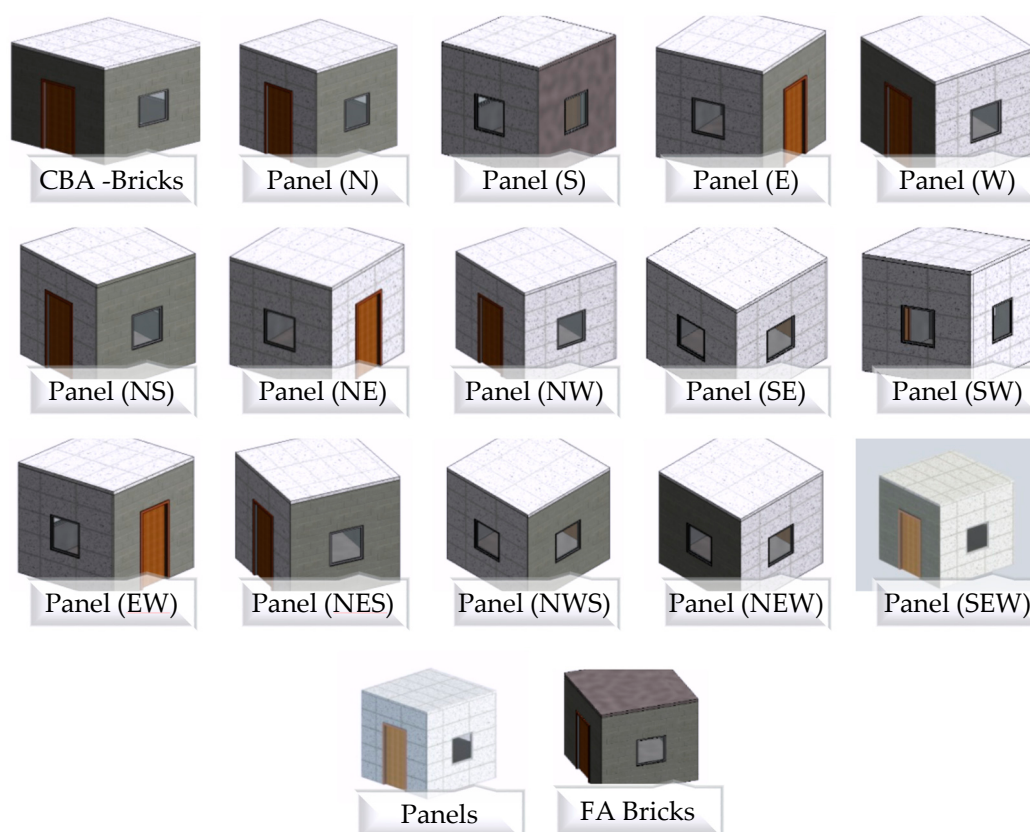 CBA -Bricks
Panel (N)
Panel (S)
Panel (E)
Panel (W)
Panel (NS)
Panel (NE)
Panel (NW)
Panel (SE)
Panel (SW)
Panel (EW)
Panel (NES)
Panel (NWS)
Panel (NEW)
Panel (SEW)
Panels
FA Bricks